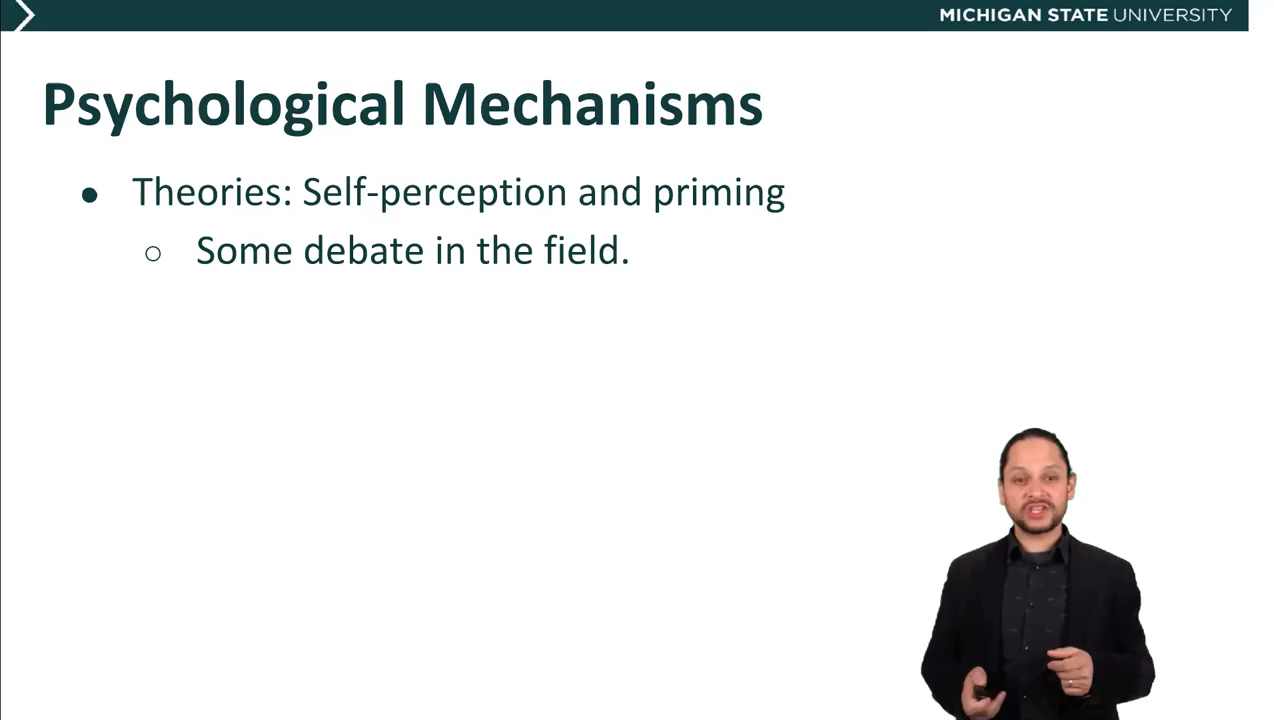 MICHIGAN STATE UNIVERSITY
Psychological Mechanisms
● Theories: Self-perception and priming
○ Some debate in the field.